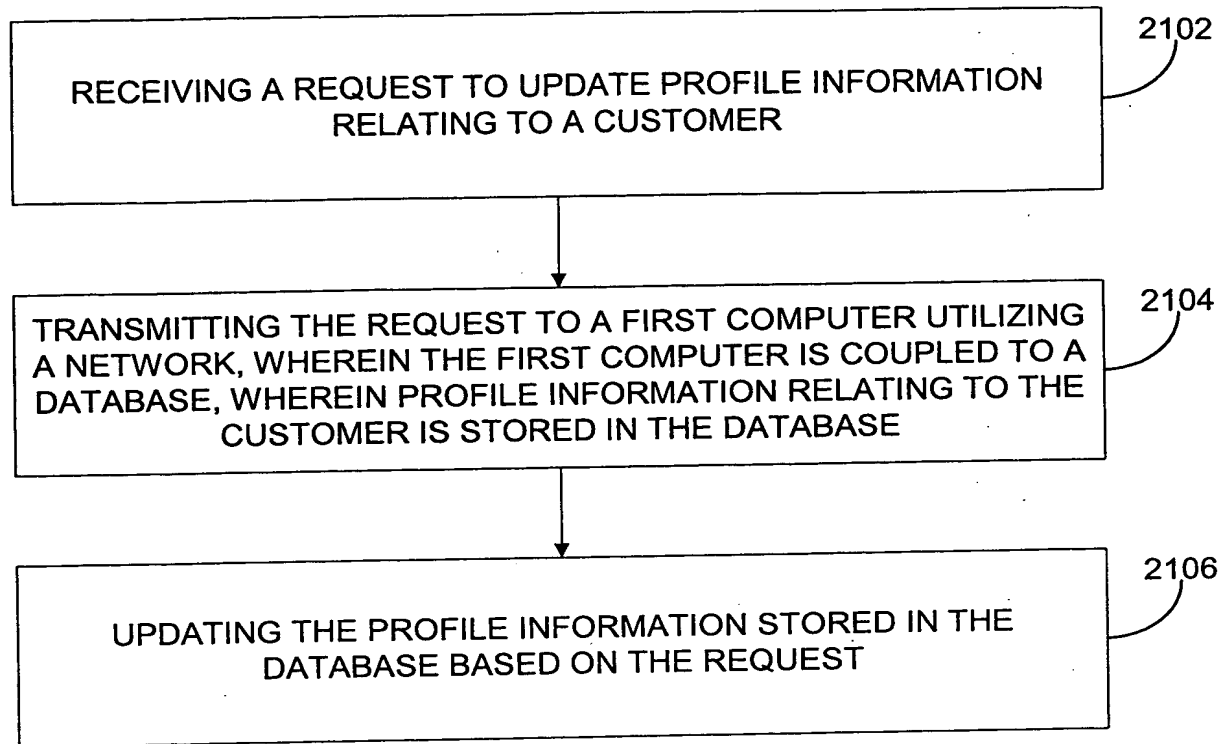 2102
RECEIVING A REQUEST TO UPDATE PROFILE INFORMATION
RELATING TO A CUSTOMER
2104
TRANSMITTING THE REQUEST TO A FIRST COMPUTER UTILIZING
A NETWORK, WHEREIN THE FIRST COMPUTER IS COUPLED TO A
DATABASE, WHEREIN PROFILE INFORMATION RELATING TO THE
CUSTOMER IS STORED IN THE DATABASE
2106
UPDATING THE PROFILE INFORMATION STORED IN THE
DATABASE BASED ON THE REQUEST